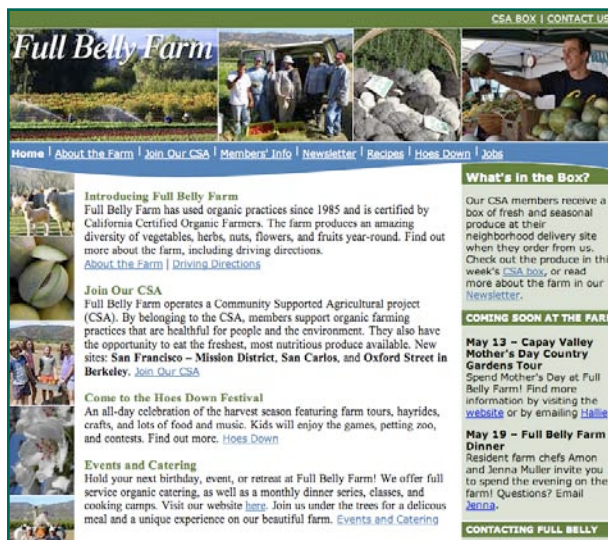 CSA BOX | CONTACT US
Full Belly Farm
Home | About the Farm | Join Our CSA | Members' Info | Newsletter | Recipes | Hoes Down | Jobs
Introducing Full Belly Farm
Full Belly Farm has used organic practices since 1985 and is certified by
California Certified Organic Farmers. The farm produces an amazing
diversity of vegetables, herbs, nuts, flowers, and fruits year-round. Find out
more about the farm, including driving directions.
About the Farm | Driving Directions
Join Our CSA
Full Belly Farm operates a Community Supported Agricultural project
(CSA). By belonging to the CSA, members support organic farming
practices that are healthful for people and the environment. They also have
the opportunity to eat the freshest, most nutritious produce available. New
sites: San Francisco – Mission District, San Carlos, and Oxford Street in
Berkeley. Join Our CSA
Come to the Hoes Down Festival
An all-day celebration of the harvest season featuring farm tours, hayrides,
crafts, and lots of food and music. Kids will enjoy the games, petting zoo,
and contests. Find out more. Hoes Down
Events and Catering
Hold your next birthday, event, or retreat at Full Belly Farm! We offer full
service organic catering, as well as a monthly dinner series, classes, and
cooking camps. Visit our website here. Join us under the trees for a delicous
meal and a unique experience on our beautiful farm. Events and Catering
What's in the Box?
Our CSA members receive a
box of fresh and seasonal
produce at their
neighborhood delivery site
when they order from us.
Check out the produce in thi
week's CSA box, or read
more about the farm in our
Newsletter.
COMING SOON AT THE FAR
May 13 – Capay Valley
Mother's Day Country
Gardens Tour
Spend Mother's Day at Full
Belly Farm! Find more
information by visiting the
website or by emailing Hallie
May 19 – Full Belly Farm
Dinner
Resident farm chefs Amon
and Jenna Muller invite you
to spend the evening on the
farm! Questions? Email
Jenna.
CONTACTING FULL BELLY